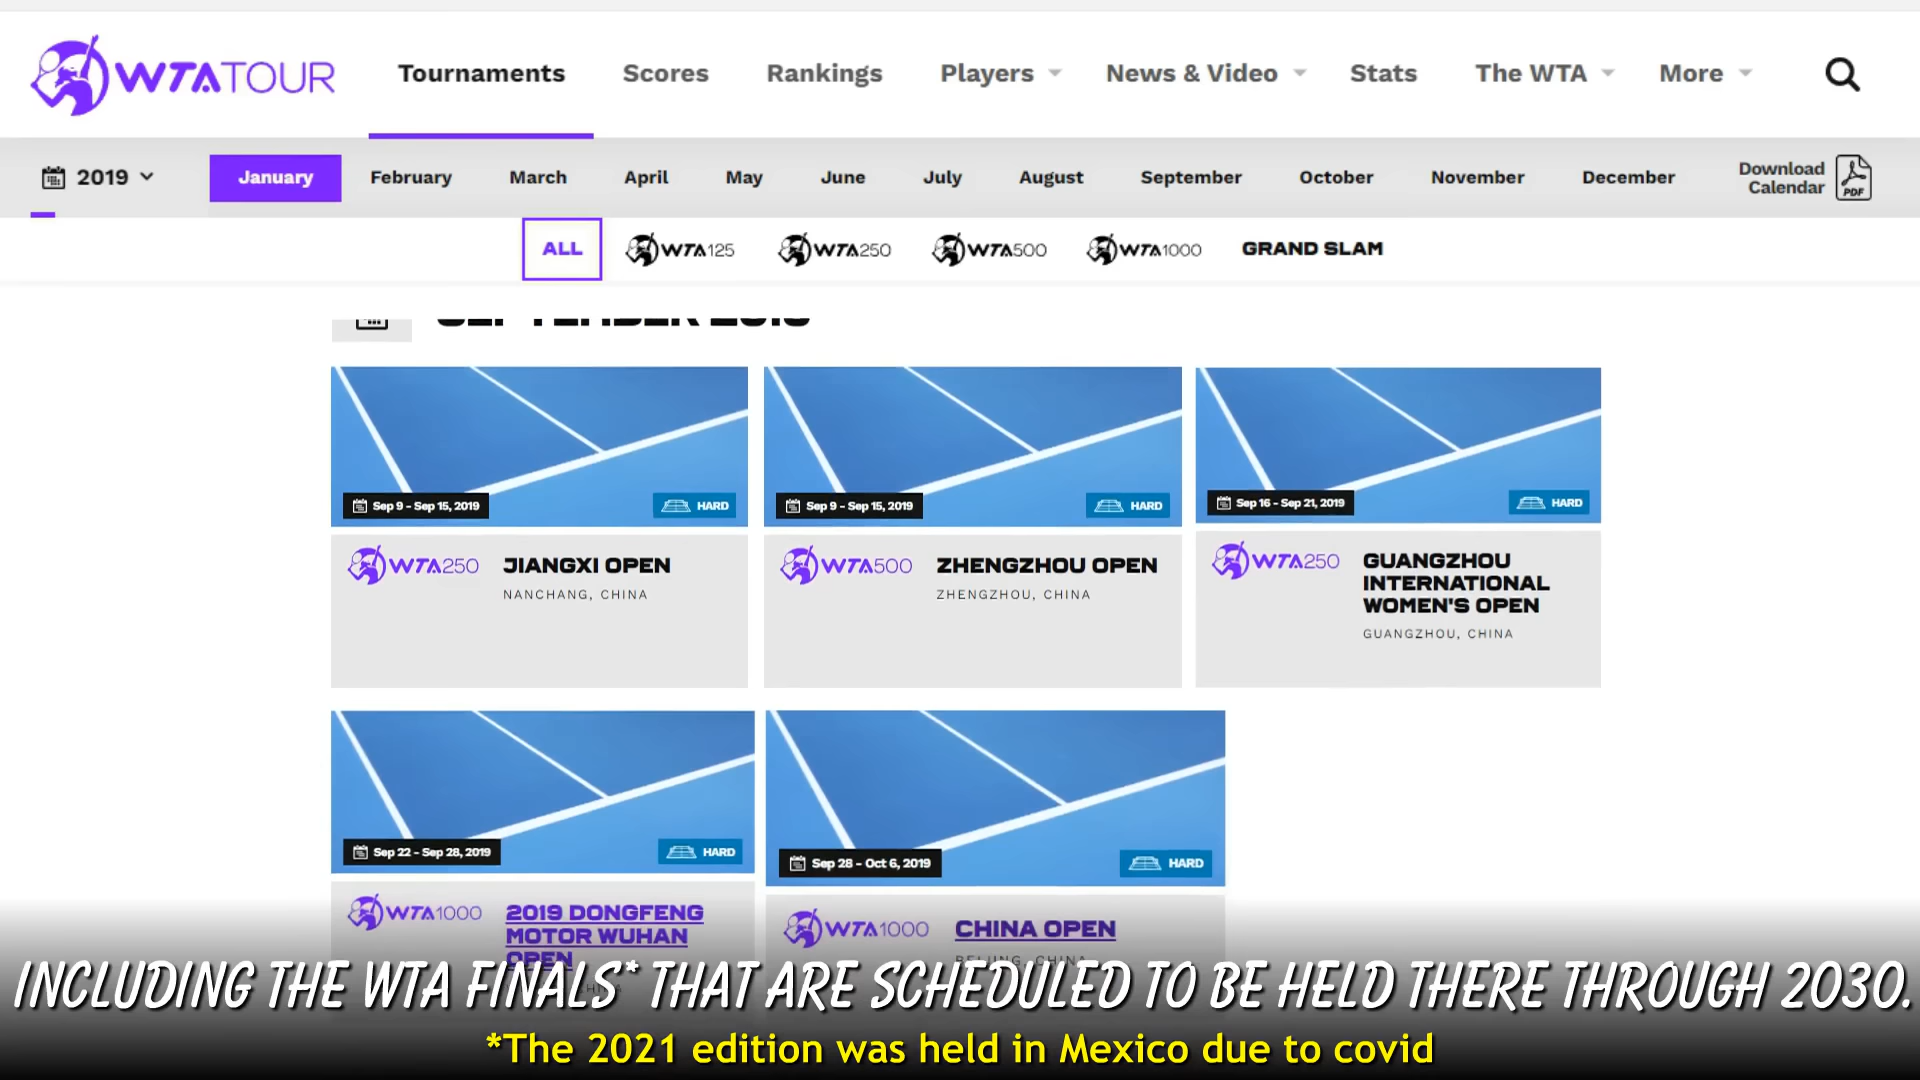 WTATOUR Tournaments Scores Rankings Players News & Video Stats The WTA More
2019 January February March April May June July August September October November December Download Calendar PDF
ALL WTA125 WTA250 WTA500 WTA1000 GRAND SLAM
SEPTEMBER 2019
Sep 9 - Sep 15, 2019 HARD
Sep 9 - Sep 15, 2019 HARD
Sep 16 - Sep 21, 2019 HARD
WTA250 JIANGXI OPEN
NANCHANG, CHINA
WTA500 ZHENGZHOU OPEN
ZHENGZHOU, CHINA
WTA250 GUANGZHOU
INTERNATIONAL
WOMEN'S OPEN
GUANGZHOU, CHINA
Sep 22 - Sep 28, 2019 HARD
Sep 28 - Oct 6, 2019 HARD
WTA1000 2019 DONGFENG
MOTOR WUHAN
OPEN
WTA1000 CHINA OPEN
BEIJING, CHINA
INCLUDING THE WTA FINALS* THAT ARE SCHEDULED TO BE HELD THERE THROUGH 2030.
*The 2021 edition was held in Mexico due to covid